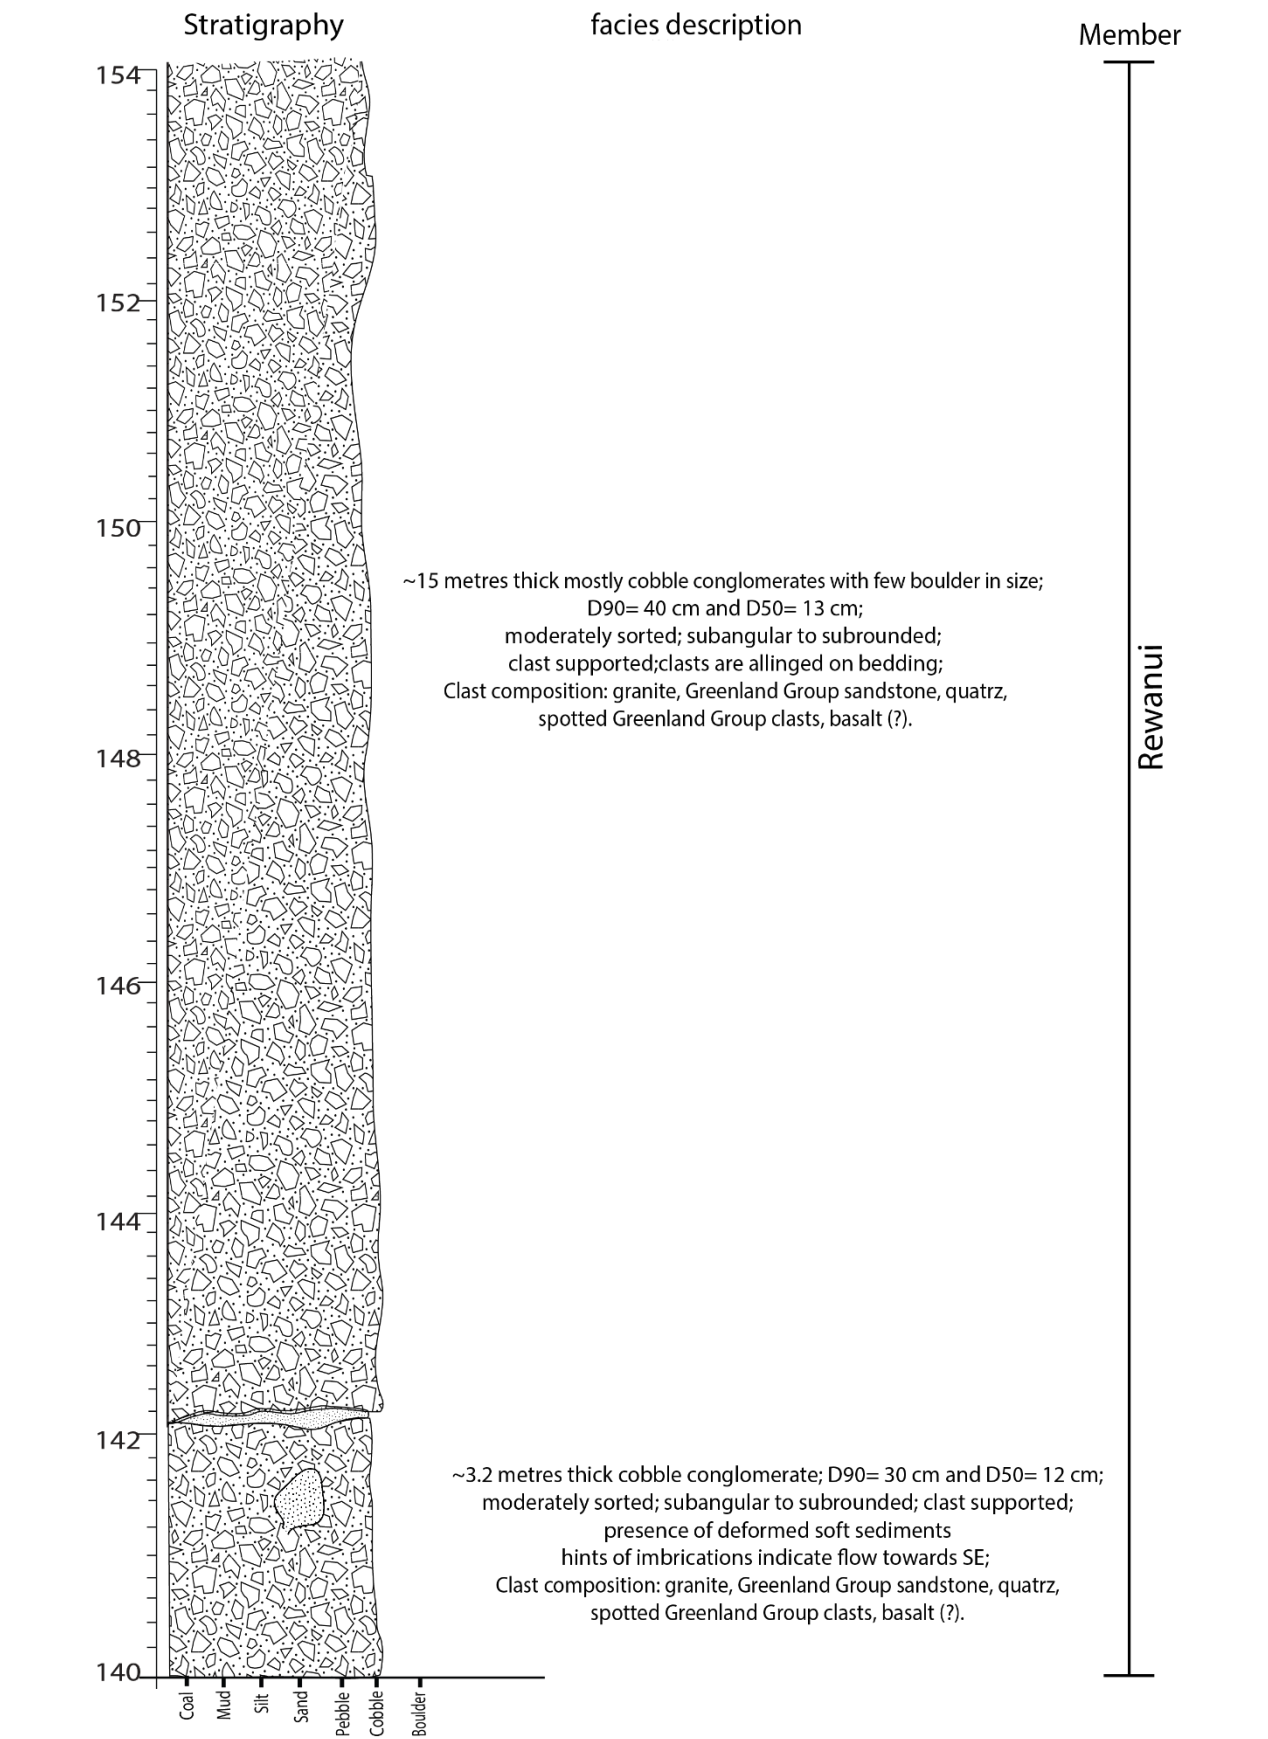 Stratigraphy
facies description
Member
154
152
150
~15 metres thick mostly cobble conglomerates with few boulder in size;
D90= 40 cm and D50= 13 cm;
moderately sorted; subangular to subrounded;
clast supported;clasts are allinged on bedding;
Clast composition: granite, Greenland Group sandstone, quatrz,
spotted Greenland Group clasts, basalt (?).
Rewanui
148
146
144
142
~3.2 metres thick cobble conglomerate; D90= 30 cm and D50= 12 cm;
moderately sorted; subangular to subrounded; clast supported;
presence of deformed soft sediments
hints of imbrications indicate flow towards SE;
Clast composition: granite, Greenland Group sandstone, quatrz,
spotted Greenland Group clasts, basalt (?).
140
Coal
Mud
Silt
Sand
Pebble
Cobble
Boulder